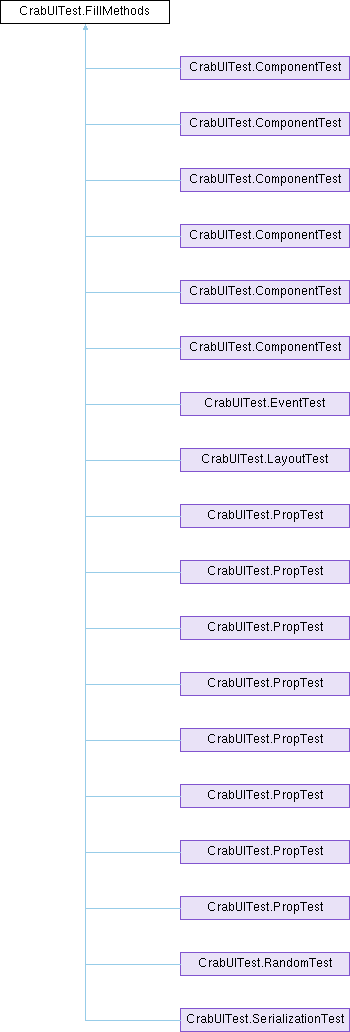 CrabUITest.FillMethods
CrabUITest.ComponentTest
CrabUITest.ComponentTest
CrabUITest.ComponentTest
CrabUITest.ComponentTest
CrabUITest.ComponentTest
CrabUITest.ComponentTest
CrabUITest.EventTest
CrabUITest.LayoutTest
CrabUITest.PropTest
CrabUITest.PropTest
CrabUITest.PropTest
CrabUITest.PropTest
CrabUITest.PropTest
CrabUITest.PropTest
CrabUITest.PropTest
CrabUITest.PropTest
CrabUITest.RandomTest
CrabUITest.SerializationTest